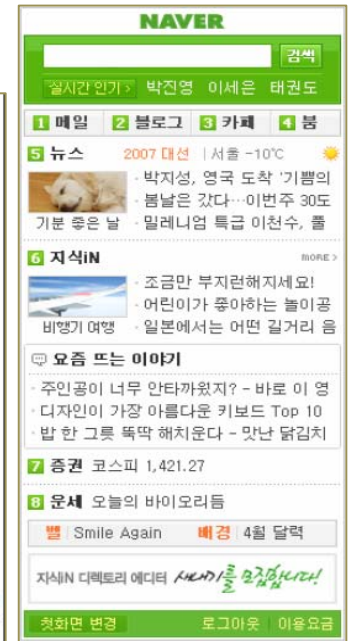 NAVER
검색
실시간 인기> 박진영 이세은 태권도
1 메일 2 블로그 3 카페 4 붐
5 뉴스 2007 대선 | 서울 -10℃
· 박지성, 영국 도착 '기쁨의
· 봄날은 갔다…이번주 30도
기분 좋은 날 · 밀레니엄 특급 이천수, 풀
6 지식iN MORE >
· 조금만 부지런해지세요!
· 어린이가 좋아하는 놀이공
비행기 여행 · 일본에서는 어떤 길거리 음
요즘 뜨는 이야기
· 주인공이 너무 안타까웠지? - 바로 이 영
· 디자인이 가장 아름다운 키보드 Top 10
· 밥 한 그릇 뚝딱 해치운다 - 맛난 닭김치
7 증권 코스피 1,421.27
8 운세 오늘의 바이오리듬
벨 | Smile Again 배경 | 4월 달력
지식iN 디렉토리 에디터 새내기를 모집합니다!
첫화면 변경 로그아웃 | 이용요금